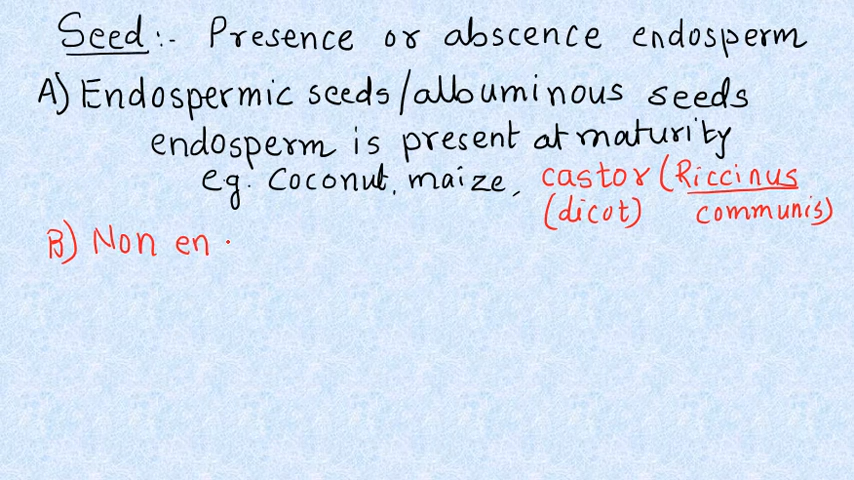 Seed:- Presence or abscence endosperm
A) Endospermic seeds/albuminous seeds
endosperm is present at maturity
e.g. Coconut, maize, castor (Riccinus
(dicot) communis)
B) Non en